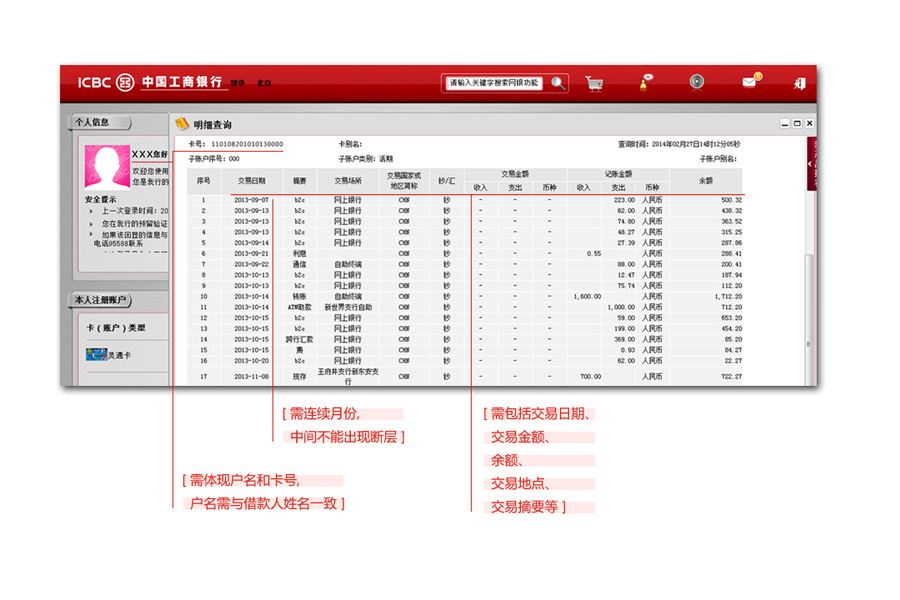 ICBC 中国工商银行 北京
请输入关键字搜索网银功能
个人信息
明细查询
XXX您好
欢迎您使用
您是我行的
安全提示
上一次登录时间：20
您在我行的预留验证
如果该回显的信息与
电话95588联系
本人注册账户
卡（账户）类型
灵通卡
卡号： 110108201010130000 卡别名： 查询时间：2014年02月27日14时12分05秒
子账户序号：000 子账户类别：活期 子账户别名：
序号 交易日期 摘要 交易场所 交易国家或地区简称 钞/汇 交易金额 记账金额 余额
收入 支出 币种 收入 支出 币种
1 2013-09-07 b2c 网上银行 CHN 钞 - - - 223.00 人民币 500.32
2 2013-09-13 b2c 网上银行 CHN 钞 - - - 62.00 人民币 438.32
3 2013-09-13 b2c 网上银行 CHN 钞 - - - 74.80 人民币 363.52
4 2013-09-13 b2c 网上银行 CHN 钞 - - - 48.27 人民币 315.25
5 2013-09-14 b2c 网上银行 CHN 钞 - - - 27.39 人民币 287.86
6 2013-09-21 利息 CHN 钞 - - - 0.55 人民币 288.41
7 2013-09-22 通信 自助终端 CHN 钞 - - - 88.00 人民币 200.41
8 2013-10-13 b2c 网上银行 CHN 钞 - - - 12.47 人民币 187.94
9 2013-10-13 b2c 网上银行 CHN 钞 - - - 75.74 人民币 112.20
10 2013-10-14 转账 自助终端 CHN 钞 - - - 1,600.00 人民币 1,712.20
11 2013-10-14 ATM取款 新世界支行自助 CHN 钞 - - - 1,000.00 人民币 712.20
12 2013-10-15 b2c 网上银行 CHN 钞 - - - 59.00 人民币 653.20
13 2013-10-15 b2c 网上银行 CHN 钞 - - - 199.00 人民币 454.20
14 2013-10-15 跨行汇款 网上银行 CHN 钞 - - - 369.00 人民币 85.20
15 2013-10-15 费 网上银行 CHN 钞 - - - 0.93 人民币 84.27
16 2013-10-20 b2c 网上银行 CHN 钞 - - - 62.00 人民币 22.27
17 2013-11-08 现存 王府井支行新东安支行 CHN 钞 - - - 700.00 人民币 722.27
[ 需连续月份,
中间不能出现断层 ]
[ 需体现户名和卡号,
户名需与借款人姓名一致 ]
[ 需包括交易日期、
交易金额、
余额、
交易地点、
交易摘要等 ]